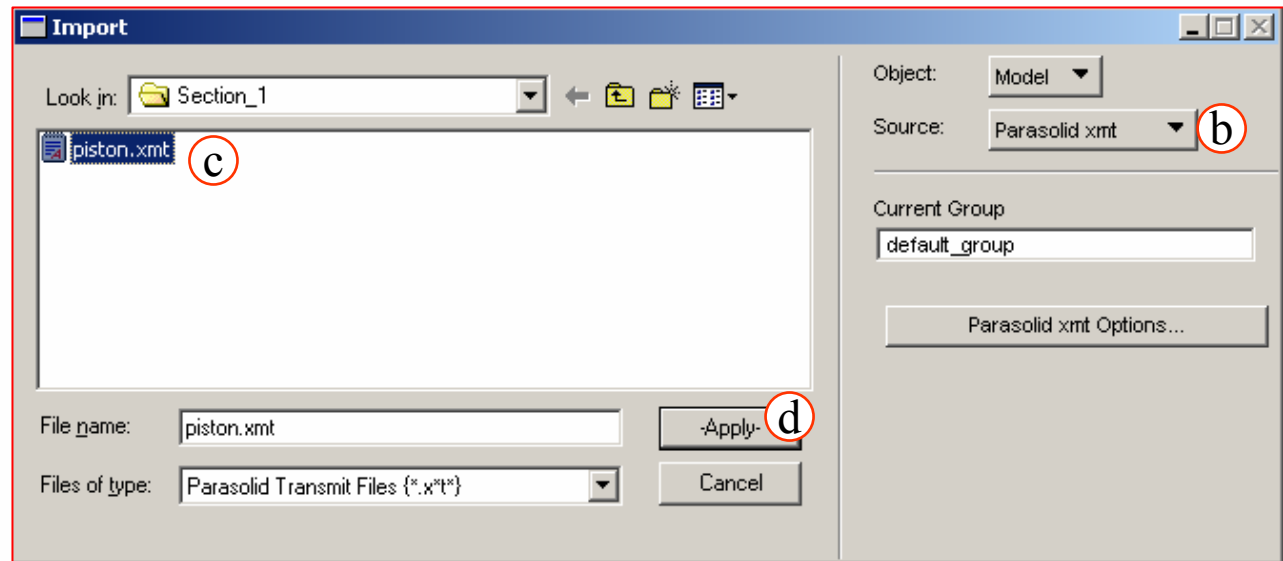 Import
Look in: Section_1
piston.xmt
c
File name: piston.xmt
-Apply-
d
Files of type: Parasolid Transmit Files {*.x*t*}
Cancel
Object: Model
Source: Parasolid xmt
b
Current Group
default_group
Parasolid xmt Options...